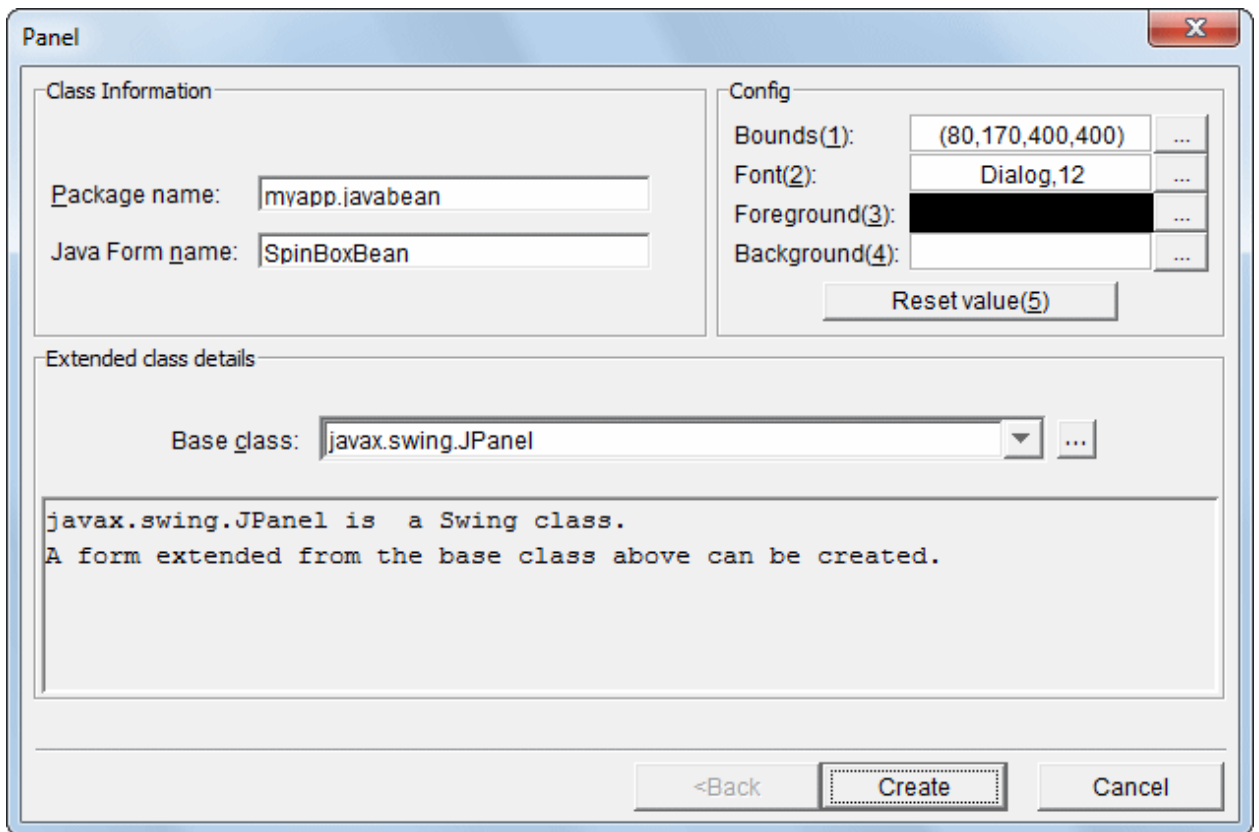 Panel
Class Information
Package name: myapp.javabean
Java Form name: SpinBoxBean
Config
Bounds(1): (80,170,400,400) ...
Font(2): Dialog,12 ...
Foreground(3): ...
Background(4): ...
Reset value(5)
Extended class details
Base class: javax.swing.JPanel ...
javax.swing.JPanel is  a Swing class.
A form extended from the base class above can be created.
<Back Create Cancel